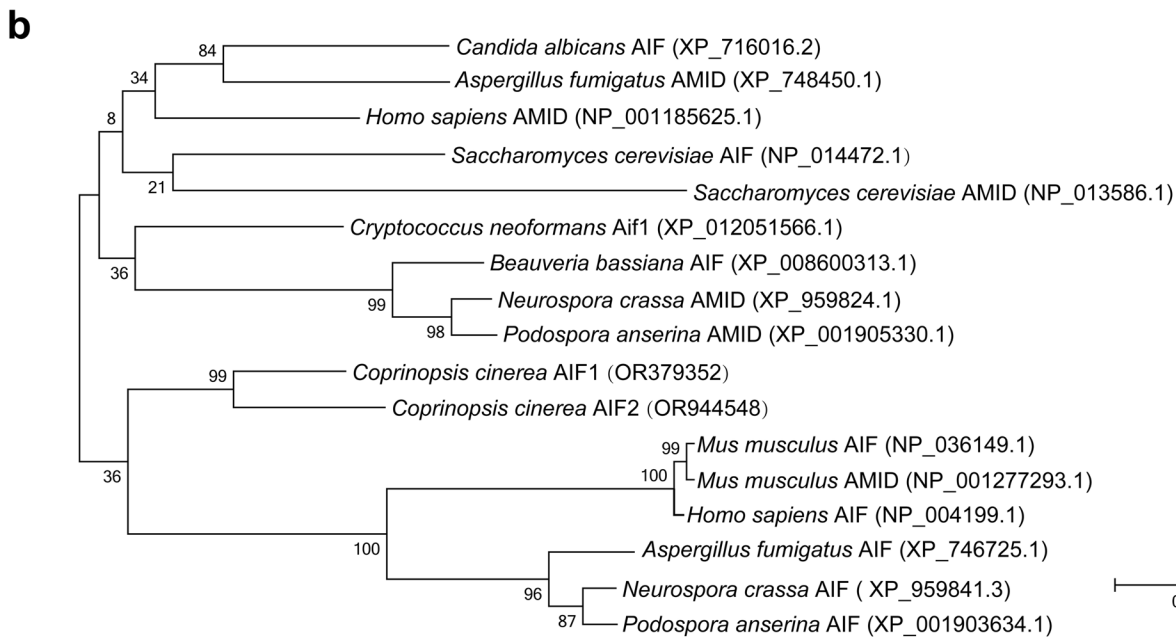 b
84
Candida albicans AIF (XP_716016.2)
Aspergillus fumigatus AMID (XP_748450.1)
34
Homo sapiens AMID (NP_001185625.1)
8
Saccharomyces cerevisiae AIF (NP_014472.1)
21
Saccharomyces cerevisiae AMID (NP_013586.1)
Cryptococcus neoformans Aif1 (XP_012051566.1)
36
Beauveria bassiana AIF (XP_008600313.1)
99
Neurospora crassa AMID (XP_959824.1)
98
Podospora anserina AMID (XP_001905330.1)
99
Coprinopsis cinerea AIF1 (OR379352)
Coprinopsis cinerea AIF2 (OR944548)
36
99
Mus musculus AIF (NP_036149.1)
100
Mus musculus AMID (NP_001277293.1)
Homo sapiens AIF (NP_004199.1)
100
Aspergillus fumigatus AIF (XP_746725.1)
96
Neurospora crassa AIF ( XP_959841.3)
87
Podospora anserina AIF (XP_001903634.1)